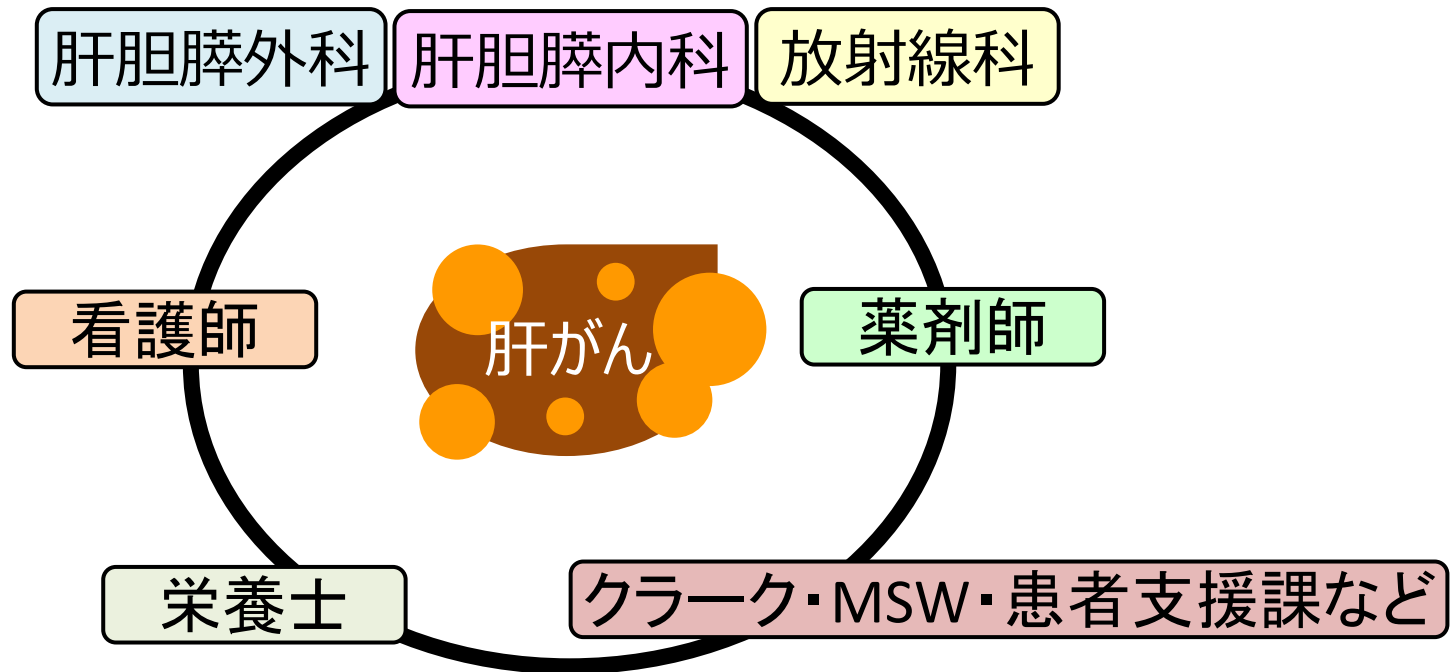 肝胆膵外科
肝胆膵内科
放射線科
看護師
肝がん
薬剤師
栄養士
クラーク・MSW・患者支援課など